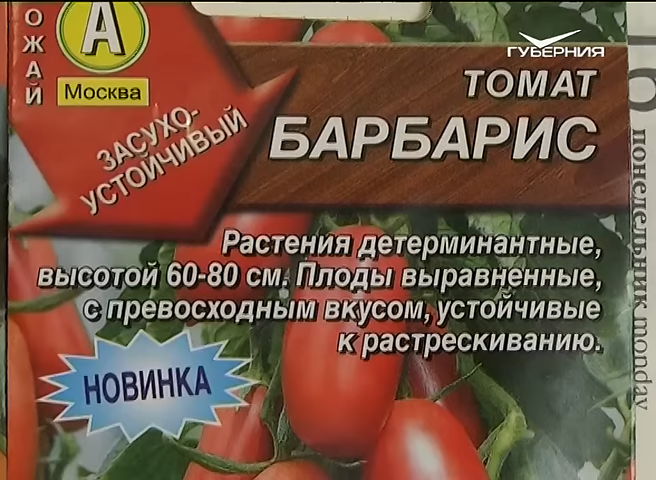 ОЖАЙ
А
Москва
ЗАСУХО-
УСТОЙЧИВЫЙ
ГУБЕРНИЯ
ТОМАТ
БАРБАРИС
Растения детерминантные,
высотой 60-80 см. Плоды выравненные,
с превосходным вкусом, устойчивые
к растрескиванию.
НОВИНКА
понедельник monday